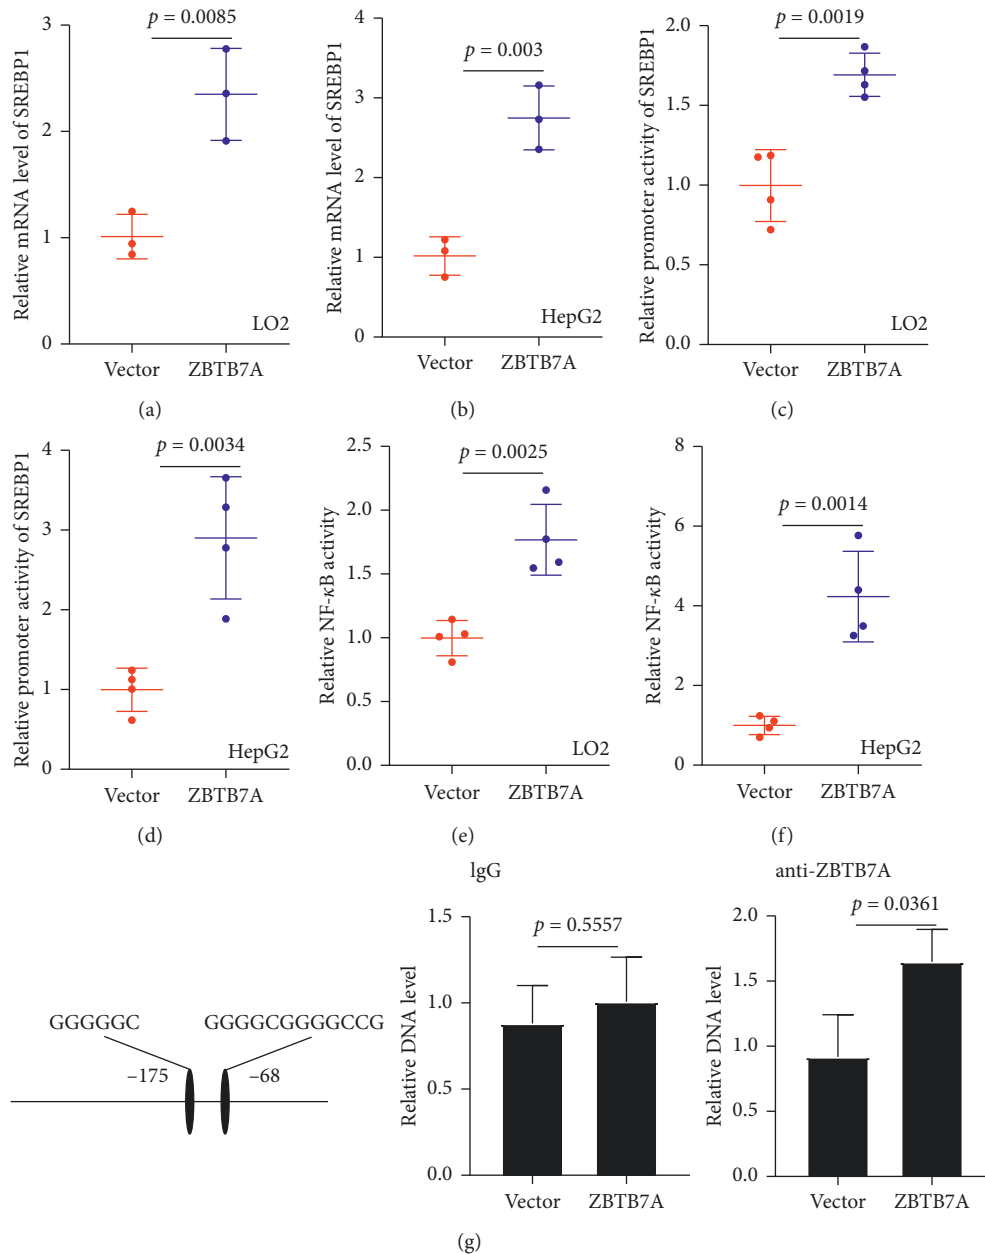 p = 0.0085
3
2
1
0
Relative mRNA level of SREBP1
LO2
Vector
ZBTB7A
(a)
p = 0.003
4
3
2
1
0
Relative mRNA level of SREBP1
HepG2
Vector
ZBTB7A
(b)
p = 0.0019
2.0
1.5
1.0
0.5
0.0
Relative promoter activity of SREBP1
LO2
Vector
ZBTB7A
(c)
p = 0.0034
4
3
2
1
0
Relative promoter activity of SREBP1
HepG2
Vector
ZBTB7A
(d)
p = 0.0025
2.5
2.0
1.5
1.0
0.5
0.0
Relative NF-κB activity
LO2
Vector
ZBTB7A
(e)
p = 0.0014
8
6
4
2
0
Relative NF-κB activity
HepG2
Vector
ZBTB7A
(f)
GGGGGC
GGGGCGGGGCCG
–175
–68
lgG
p = 0.5557
1.5
1.0
0.5
0.0
Relative DNA level
Vector
ZBTB7A
anti-ZBTB7A
p = 0.0361
2.0
1.5
1.0
0.5
0.0
Relative DNA level
Vector
ZBTB7A
(g)